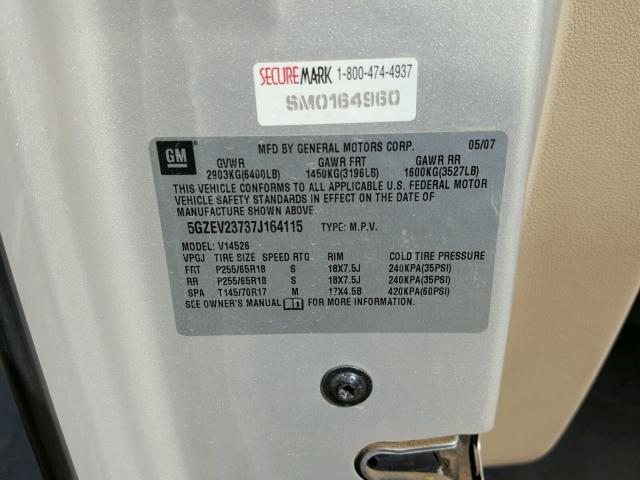 SECUREMARK 1-800-474-4937
SM0164960
GM MFD BY GENERAL MOTORS CORP. 05/07
GVWR GAWR FRT GAWR RR
2903KG(6400LB) 1450KG(3196LB) 1600KG(3527LB)
THIS VEHICLE CONFORMS TO ALL APPLICABLE U.S. FEDERAL MOTOR
VEHICLE SAFETY STANDARDS IN EFFECT ON THE DATE OF
MANUFACTURE SHOWN ABOVE.
5GZEV23737J164115 TYPE: M.P.V.
MODEL: V14526
VPGJ TIRE SIZE SPEED RTG RIM COLD TIRE PRESSURE
FRT P255/65R18 S 18X7.5J 240KPA(35PSI)
RR P255/65R18 S 18X7.5J 240KPA(35PSI)
SPA T145/70R17 M 17X4.5B 420KPA(60PSI)
SEE OWNER'S MANUAL FOR MORE INFORMATION.